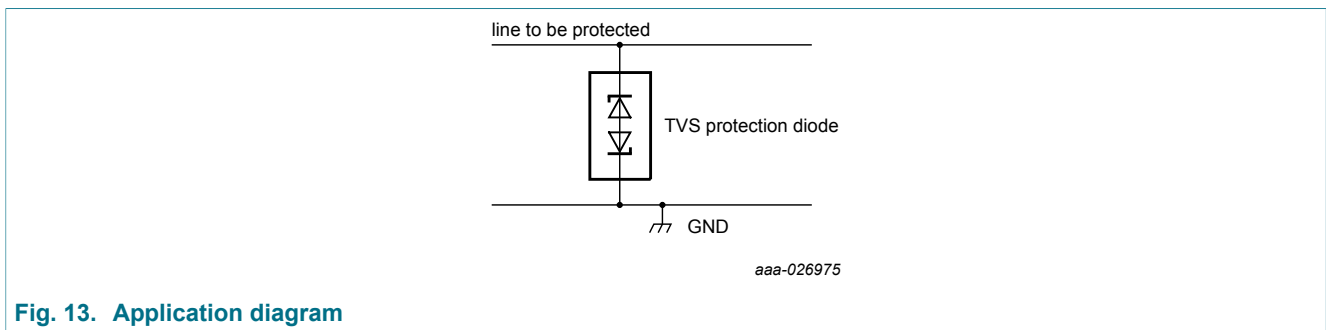 line to be protected
TVS protection diode
GND
aaa-026975
Fig. 13. Application diagram